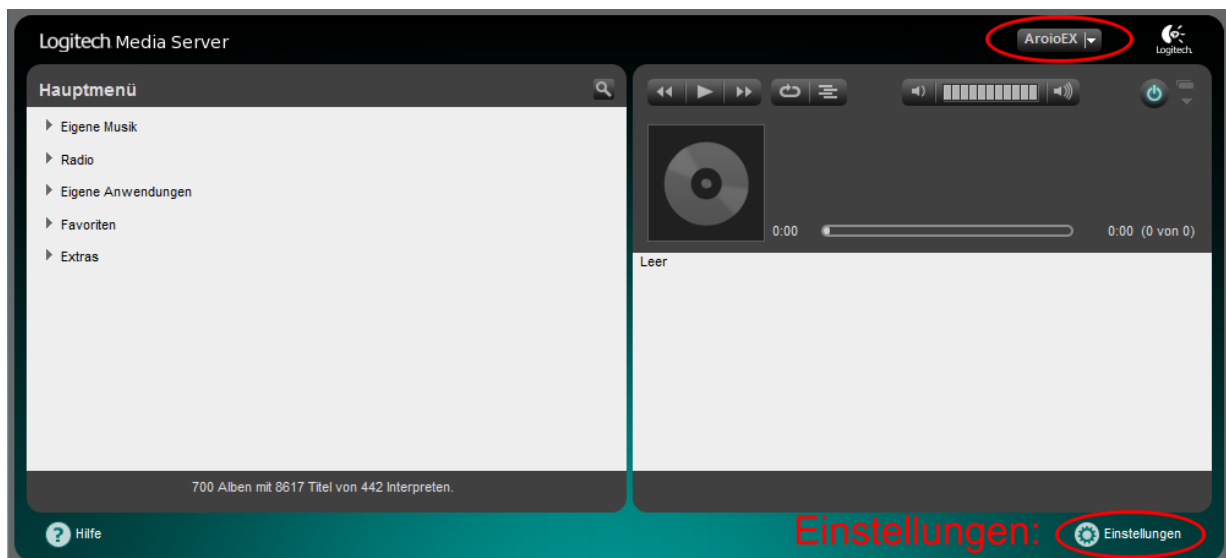 Logitech Media Server
AroioEX
Logitech
Hauptmenü
Eigene Musik
Radio
Eigene Anwendungen
Favoriten
Extras
0:00
0:00 (0 von 0)
Leer
700 Alben mit 8617 Titel von 442 Interpreten.
? Hilfe
Einstellungen:
Einstellungen